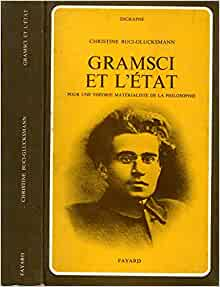 GRAMSCI ET L'ÉTAT
CHRISTINE BUCI-GLUCKSMANN
FAYARD
DIGRAPHE
CHRISTINE BUCI-GLUCKSMANN
GRAMSCI
ET L'ÉTAT
POUR UNE THÉORIE MATÉRIALISTE DE LA PHILOSOPHIE
FAYARD